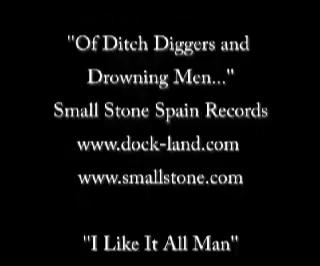 "Of Ditch Diggers and
Drowning Men..."
Small Stone Spain Records
www.dock-land.com
www.smallstone.com
"I Like It All Man"